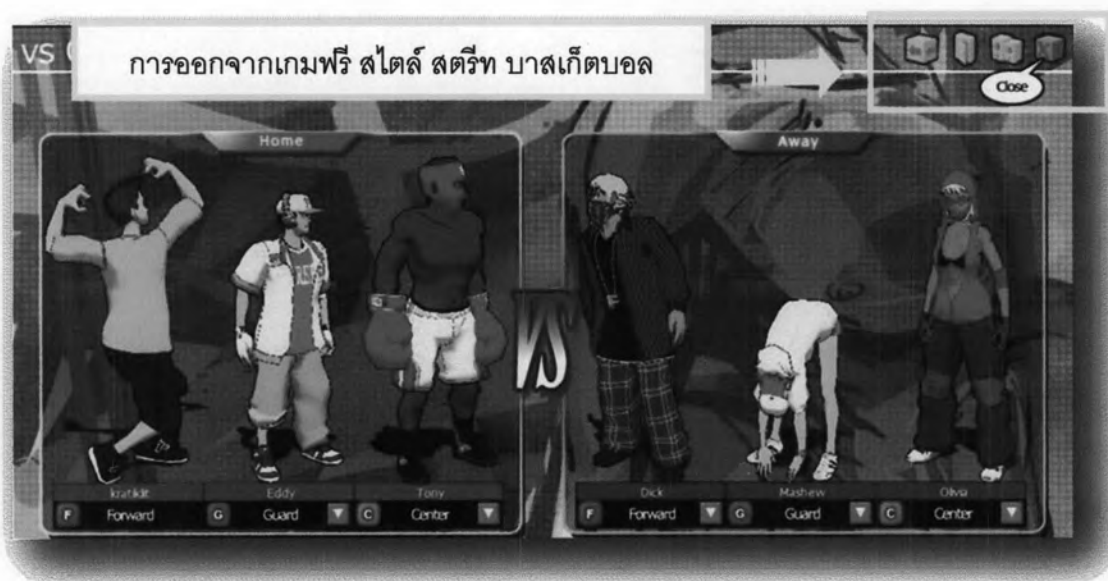 VS
การออกจากเกมฟรี สไตล์ สตรีท บาสเก็ตบอล
Close
Home
Away
VS
kratikit Eddy Tony
F Forward G Guard C Center
Dick Mashew Olivia
F Forward G Guard C Center